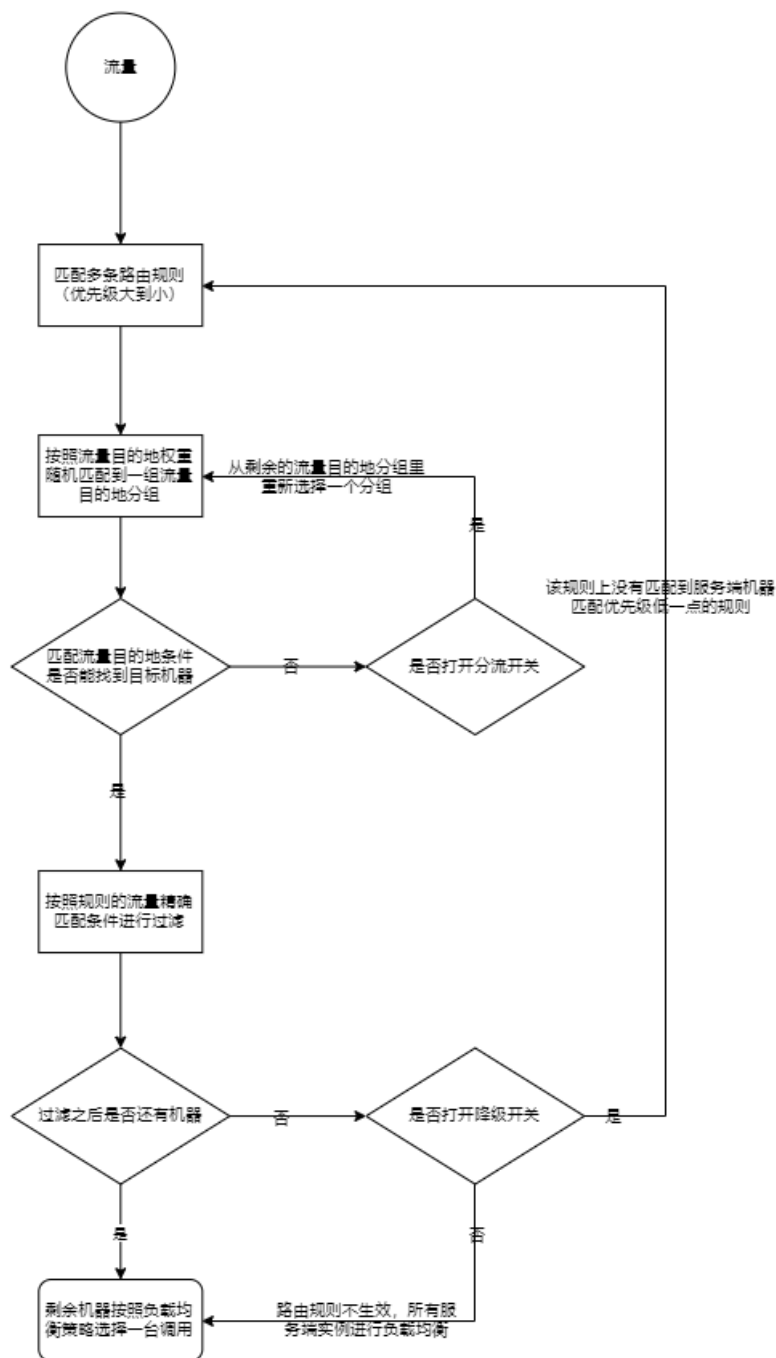 流量
匹配多条路由规则
（优先级大到小）
按照流量目的地权重
随机匹配到一组流量
目的地分组
从剩余的流量目的地分组里
重新选择一个分组
是
该规则上没有匹配到服务端机器
匹配优先级低一点的规则
匹配流量目的地条件
是否能找到目标机器
否
是否打开分流开关
是
按照规则的流量精确
匹配条件进行过滤
过滤之后是否还有机器
否
是否打开降级开关
是
是
否
剩余机器按照负载均
衡策略选择一台调用
路由规则不生效，所有服
务端实例进行负载均衡